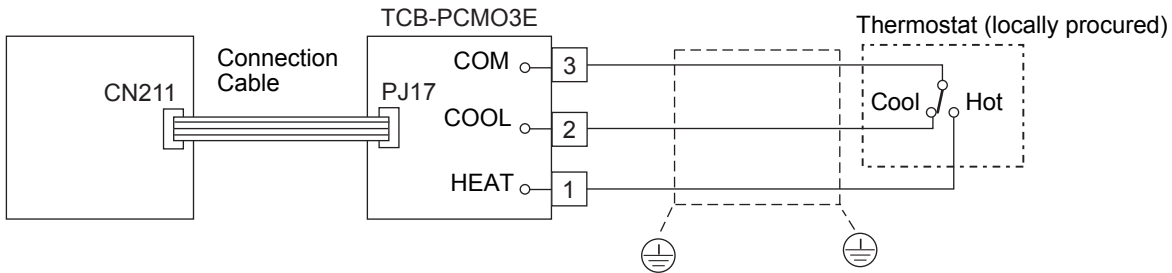 TCB-PCMO3E
Thermostat (locally procured)
Connection
Cable
CN211
PJ17
COM
3
COOL
2
HEAT
1
Cool
Hot